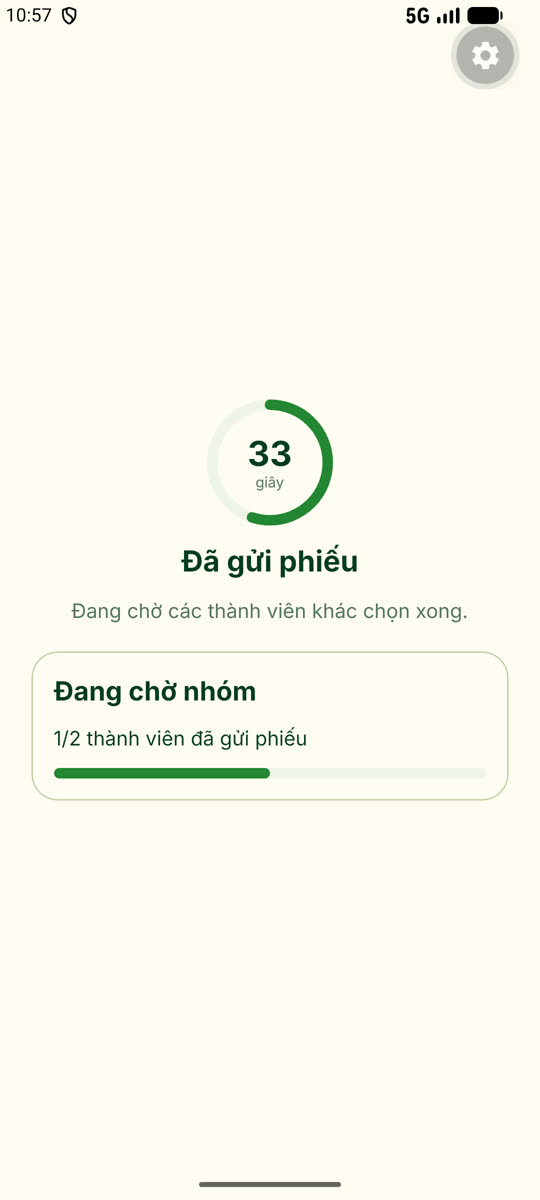 10:57
5G
33
giây
Đã gửi phiếu
Đang chờ các thành viên khác chọn xong.
Đang chờ nhóm
1/2 thành viên đã gửi phiếu